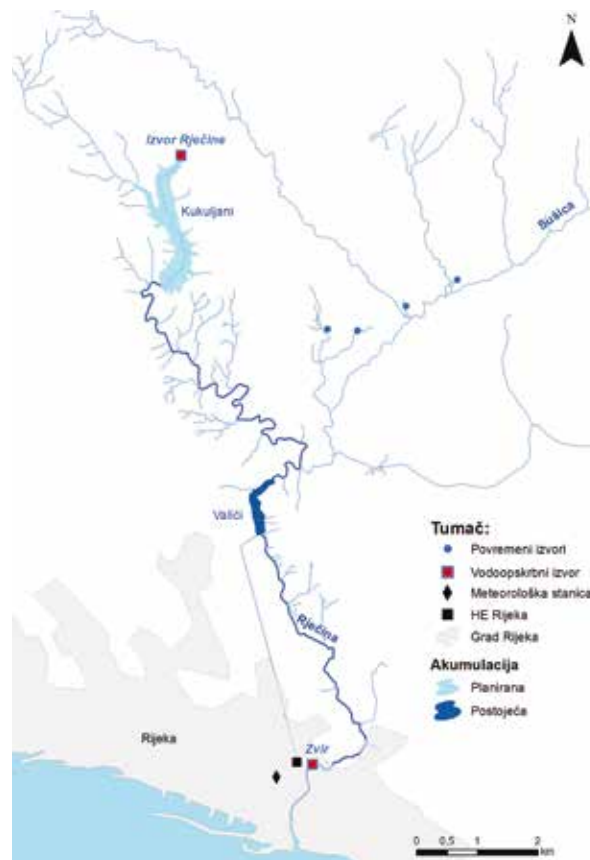 N
Izvor Rječine
Kukuljani
Sušica
Valići
Tumač:
Povremeni izvori
Vodoopskrbni izvor
Meteorološka stanica
HE Rijeka
Grad Rijeka
Akumulacija
Planirana
Postojeća
Rječina
Rijeka
Zvir
0 0,5 1 2
km